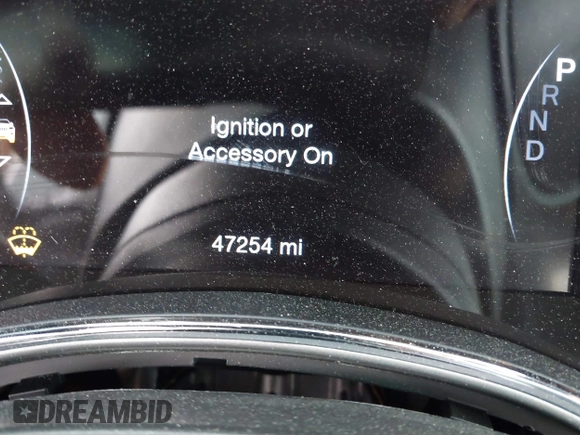 P
R
N
D
Ignition or
Accessory On
47254 mi
DREAMBID